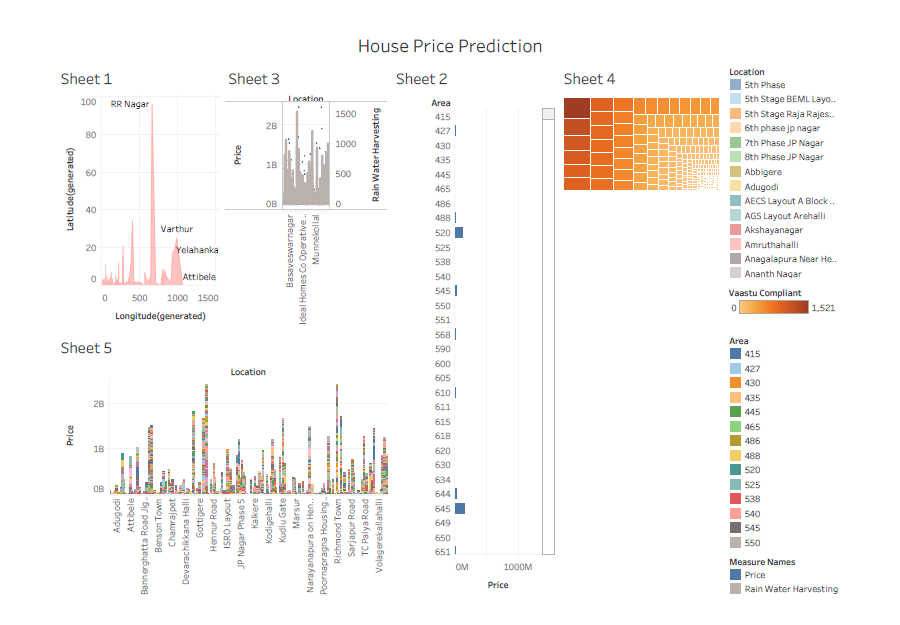 House Price Prediction
Sheet 1
RR Nagar
100
80
60
40
20
0
Latitude(generated)
Varthur
Yelahanka
Attibele
0
500
1000
1500
Longitude(generated)
Sheet 3
Location
2B
1B
0B
Price
1500
1000
500
0
Rain Water Harvesting
Basaveswarnagar
Ideal Homes Co Operative ..
Munnekollal
Sheet 2
Area
415
427
430
435
445
465
486
488
520
525
538
540
545
550
551
568
590
600
605
610
611
615
618
620
630
634
644
645
649
650
651
0M
1000M
Price
Sheet 4
Location
5th Phase
5th Stage BEML Layo..
5th Stage Raja Rajes..
6th phase jp nagar
7th Phase JP Nagar
8th Phase JP Nagar
Abbigere
Adugodi
AECS Layout A Block ..
AGS Layout Arehalli
Akshayanagar
Amruthahalli
Anagalapura Near He..
Ananth Nagar
Vaastu Compliant
0
1,521
Area
415
427
430
435
445
465
486
488
520
525
538
540
545
550
Measure Names
Price
Rain Water Harvesting
Sheet 5
Location
2B
1B
0B
Price
Adugodi
Attibele
Bannerghatta Road Jig..
Benson Town
Chamrajpet
Devarachikkana Halli
Gottigere
Hennur Road
ISRO Layout
JP Nagar Phase 5
Kalkere
Kodigehalli
Kudlu Gate
Marsur
Narayanapura on Hen..
Poornapragna Housing..
Richmond Town
Sarjapur Road
TC Palya Road
Volagerekallahalli